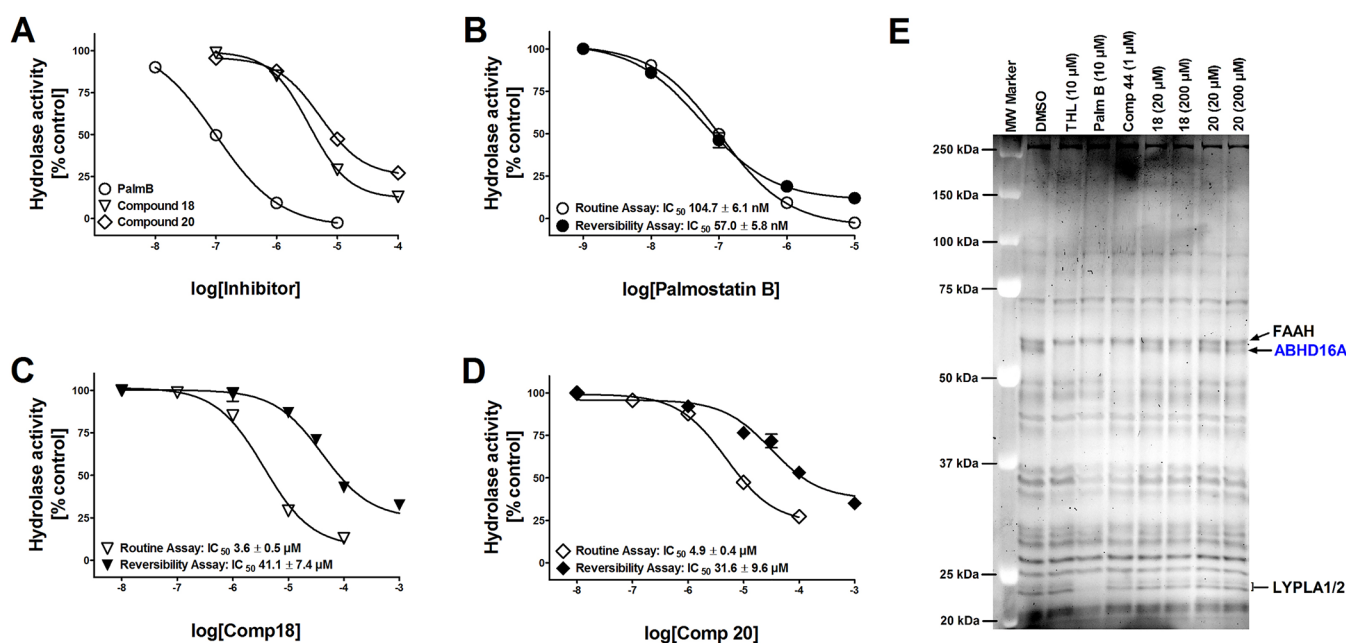 A
Hydrolase activity
[% control]
100
75
50
25
0
PalmB
Compound 18
Compound 20
-8
-7
-6
-5
-4
log[Inhibitor]
B
Hydrolase activity
[% control]
100
75
50
25
0
Routine Assay: IC50 104.7 ± 6.1 nM
Reversibility Assay: IC50 57.0 ± 5.8 nM
-9
-8
-7
-6
-5
log[Palmostatin B]
C
Hydrolase activity
[% control]
100
75
50
25
0
Routine Assay: IC50 3.6 ± 0.5 µM
Reversibility Assay: IC50 41.1 ± 7.4 µM
-8
-7
-6
-5
-4
-3
log[Comp18]
D
Hydrolase activity
[% control]
100
75
50
25
0
Routine Assay: IC50 4.9 ± 0.4 µM
Reversibility Assay: IC50 31.6 ± 9.6 µM
-8
-7
-6
-5
-4
-3
log[Comp 20]
E
MW Marker
DMSO
THL (10 µM)
Palm B (10 µM)
Comp 44 (1 µM)
18 (20 µM)
18 (200 µM)
20 (20 µM)
20 (200 µM)
250 kDa
150 kDa
100 kDa
75 kDa
50 kDa
37 kDa
25 kDa
20 kDa
FAAH
ABHD16A
LYPLA1/2